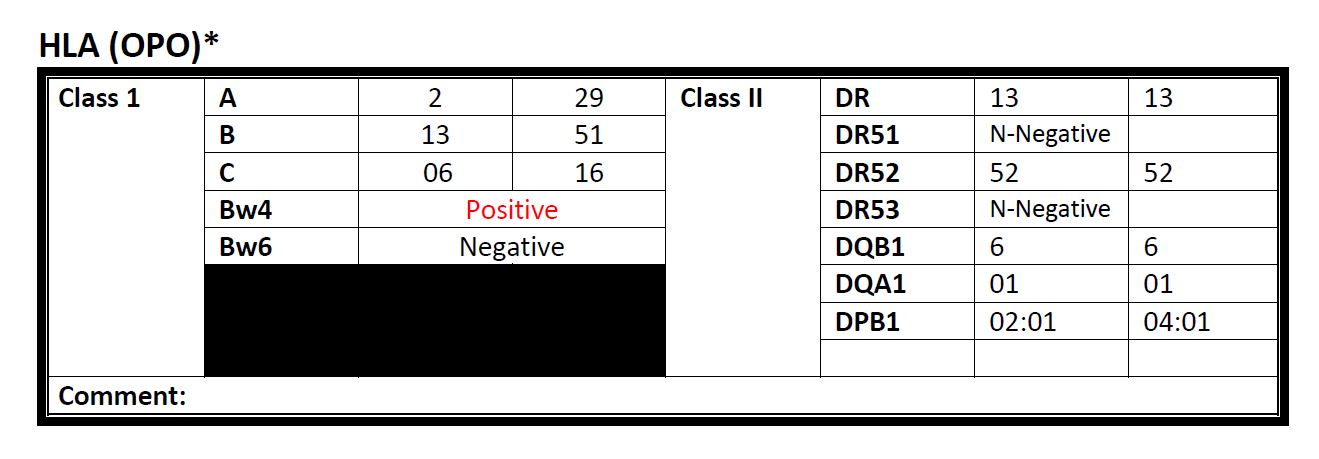 HLA (OPO)*
Class 1 A 2 29 Class II DR 13 13
B 13 51 DR51 N-Negative
C 06 16 DR52 52 52
Bw4 Positive DR53 N-Negative
Bw6 Negative DQB1 6 6
DQA1 01 01
DPB1 02:01 04:01
Comment: